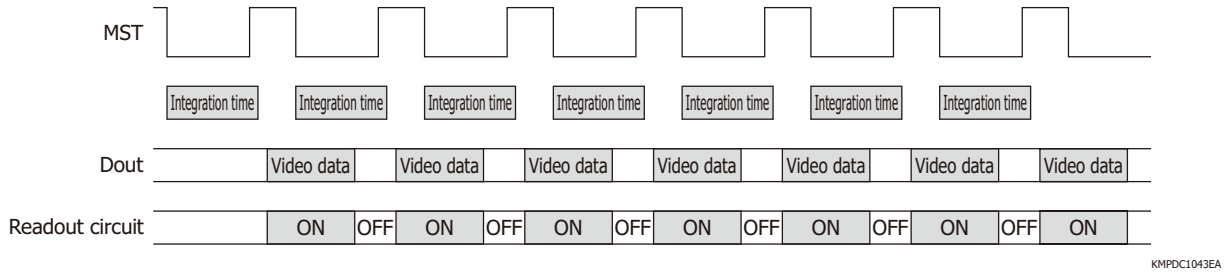 MST
Integration time Integration time Integration time Integration time Integration time Integration time Integration time
Dout Video data Video data Video data Video data Video data Video data Video data
Readout circuit ON OFF ON OFF ON OFF ON OFF ON OFF ON OFF ON
KMPDC1043EA